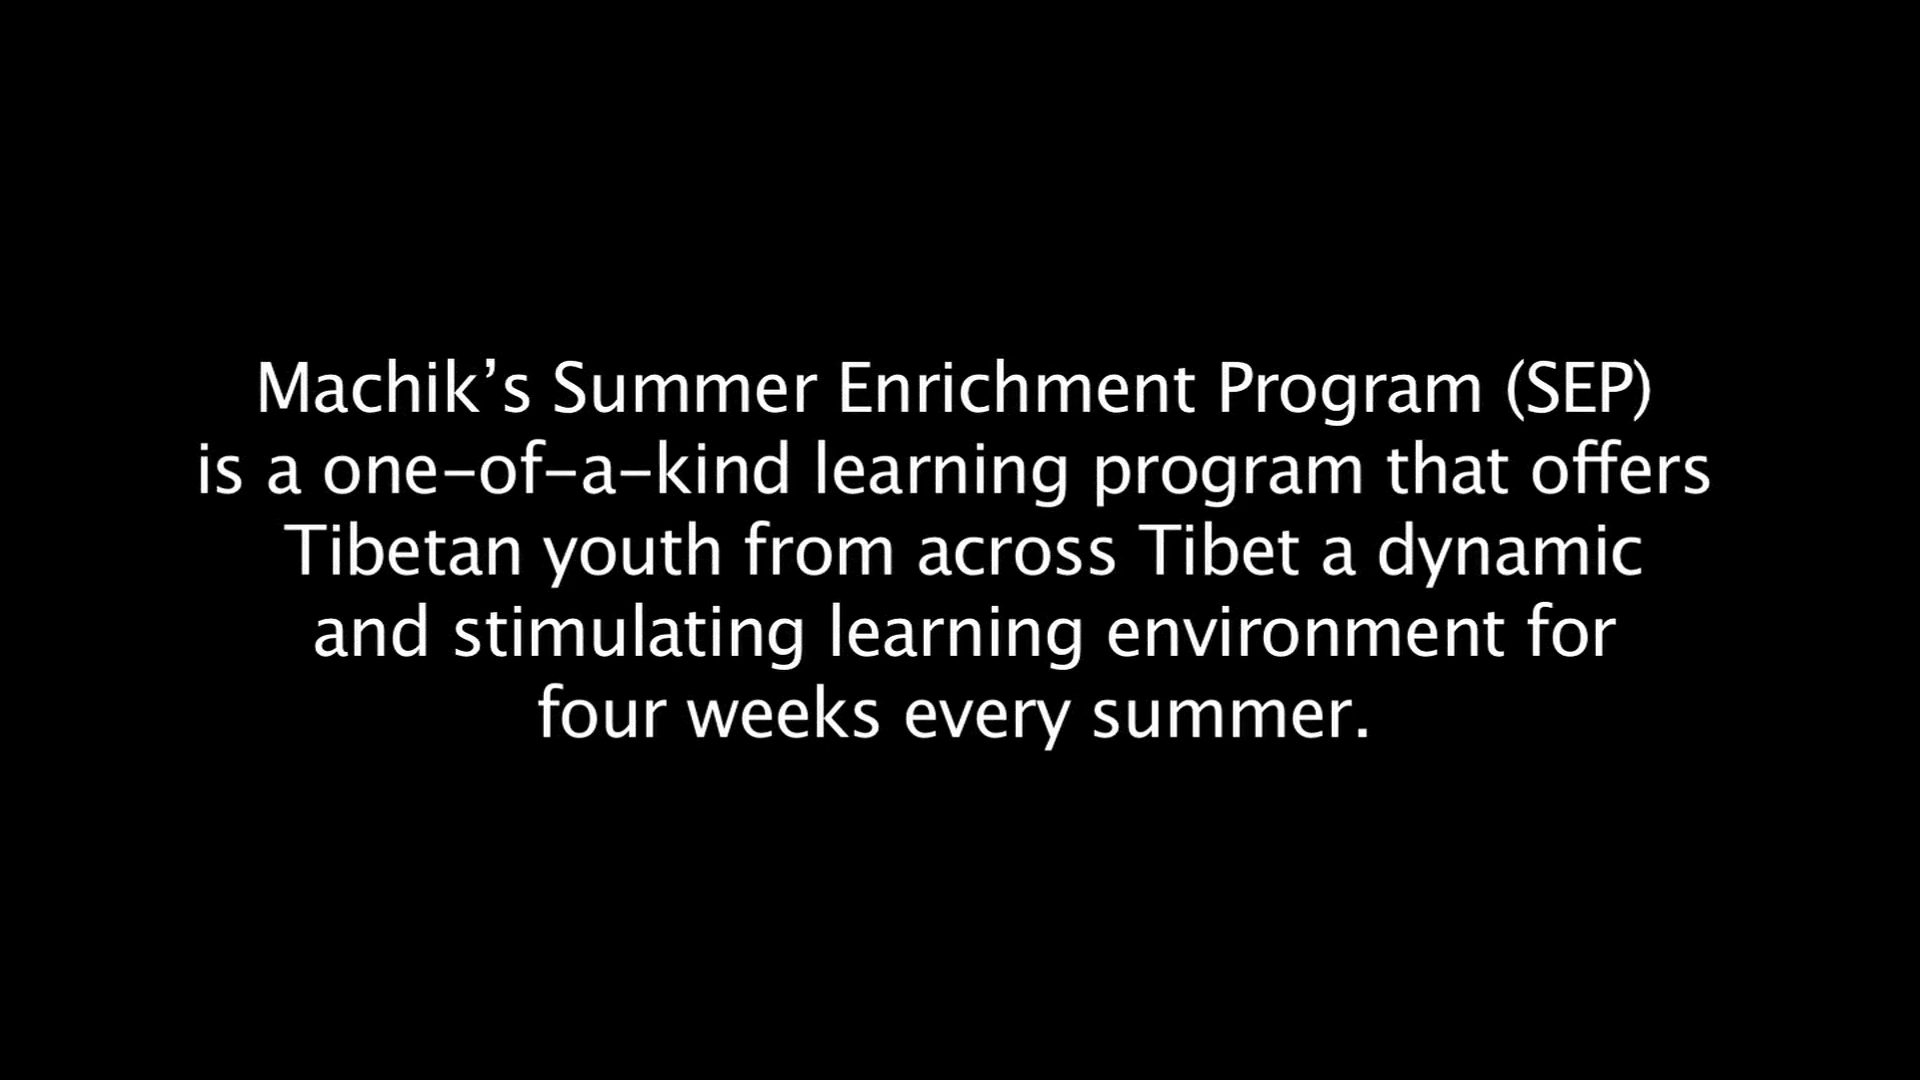 Machik’s Summer Enrichment Program (SEP)
is a one–of–a–kind learning program that offers
Tibetan youth from across Tibet a dynamic
and stimulating learning environment for
four weeks every summer.